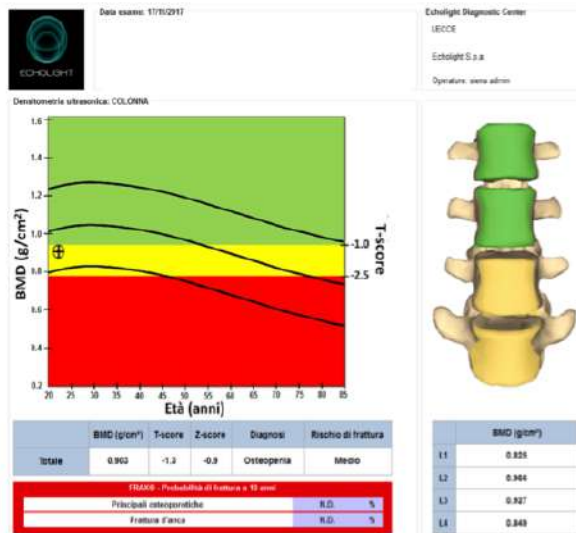 ECHOLIGHT
Data esame: 17/11/2017
Echolight Diagnostic Center
LECCE
Echolight S.p.a
Operatore: siena admin
Densitometria ultrasonica: COLONNA
BMD (g/cm²)
1.6
1.4
1.2
1.0
0.8
0.6
0.4
0.2
20 25 30 35 40 45 50 55 60 65 70 75 80 85
Età (anni)
T-score
-1.0
-2.5
BMD (g/cm²) T-score Z-score Diagnosi Rischio di frattura
Totale 0.903 -1.3 -0.9 Osteopenia Medio
FRAX® - Probabilità di frattura a 10 anni
Principali osteoporotiche N.D. %
Frattura d'anca N.D. %
BMD (g/cm²)
L1
L2
L3 0.927
L4 0.849